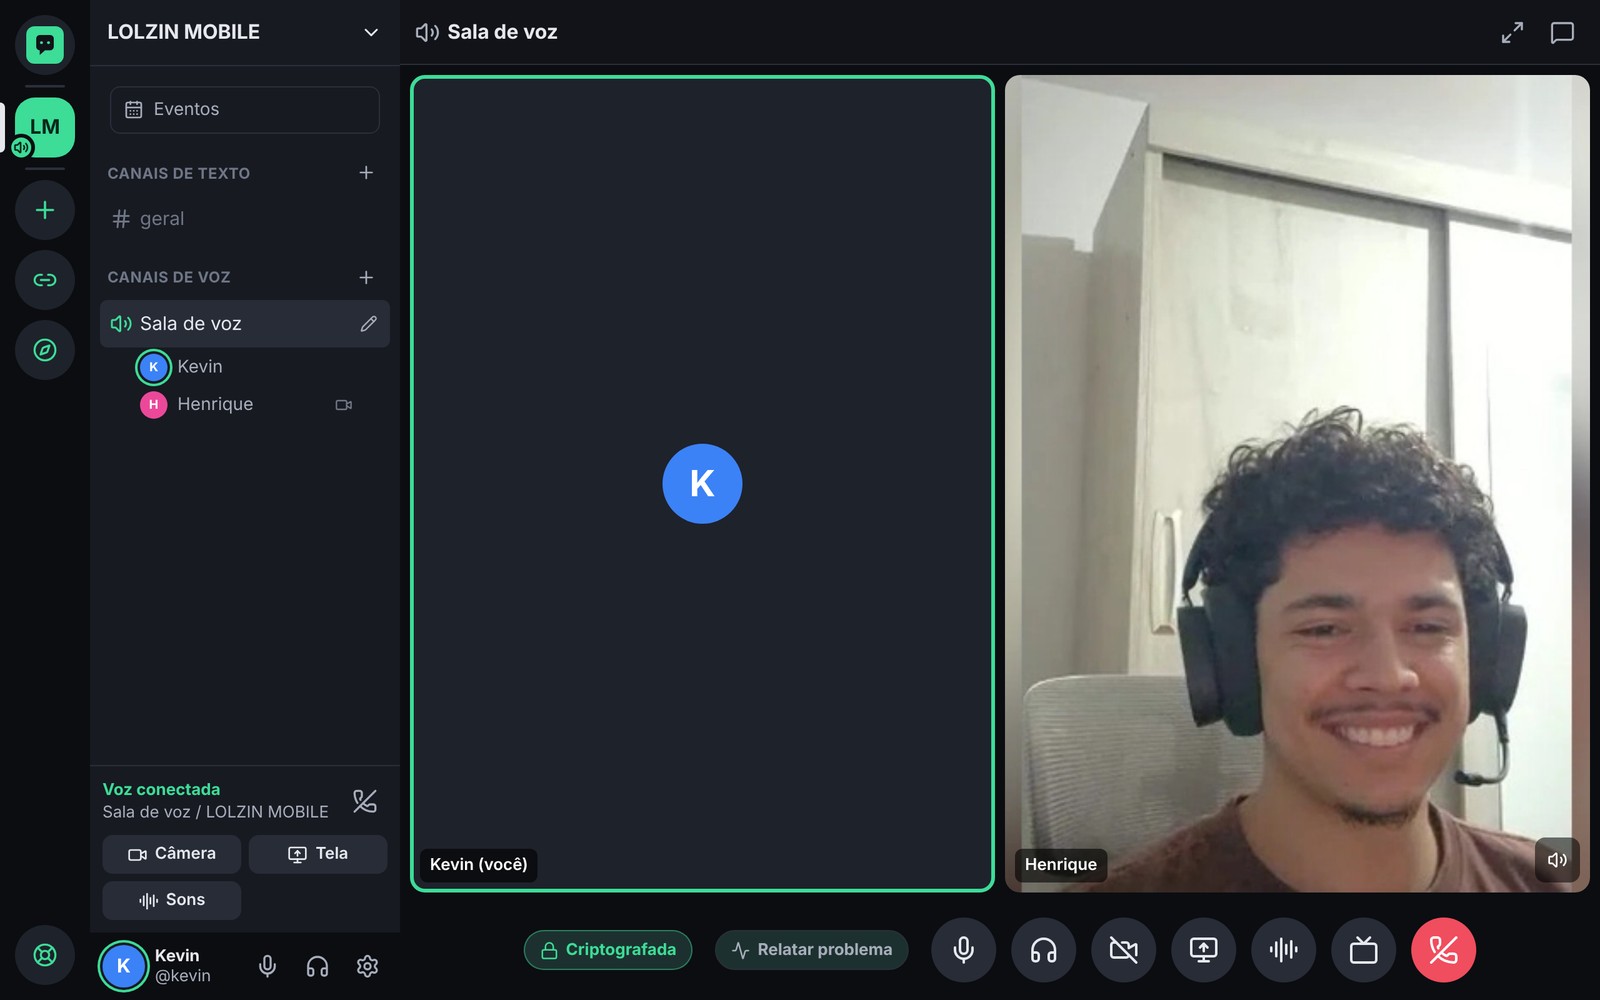 LOLZIN MOBILE
Sala de voz
LM
Eventos
CANAIS DE TEXTO
# geral
CANAIS DE VOZ
Sala de voz
K Kevin
H Henrique
K
Kevin (você)
Henrique
Voz conectada
Sala de voz / LOLZIN MOBILE
Câmera
Tela
Sons
K
Kevin
@kevin
Criptografada
Relatar problema